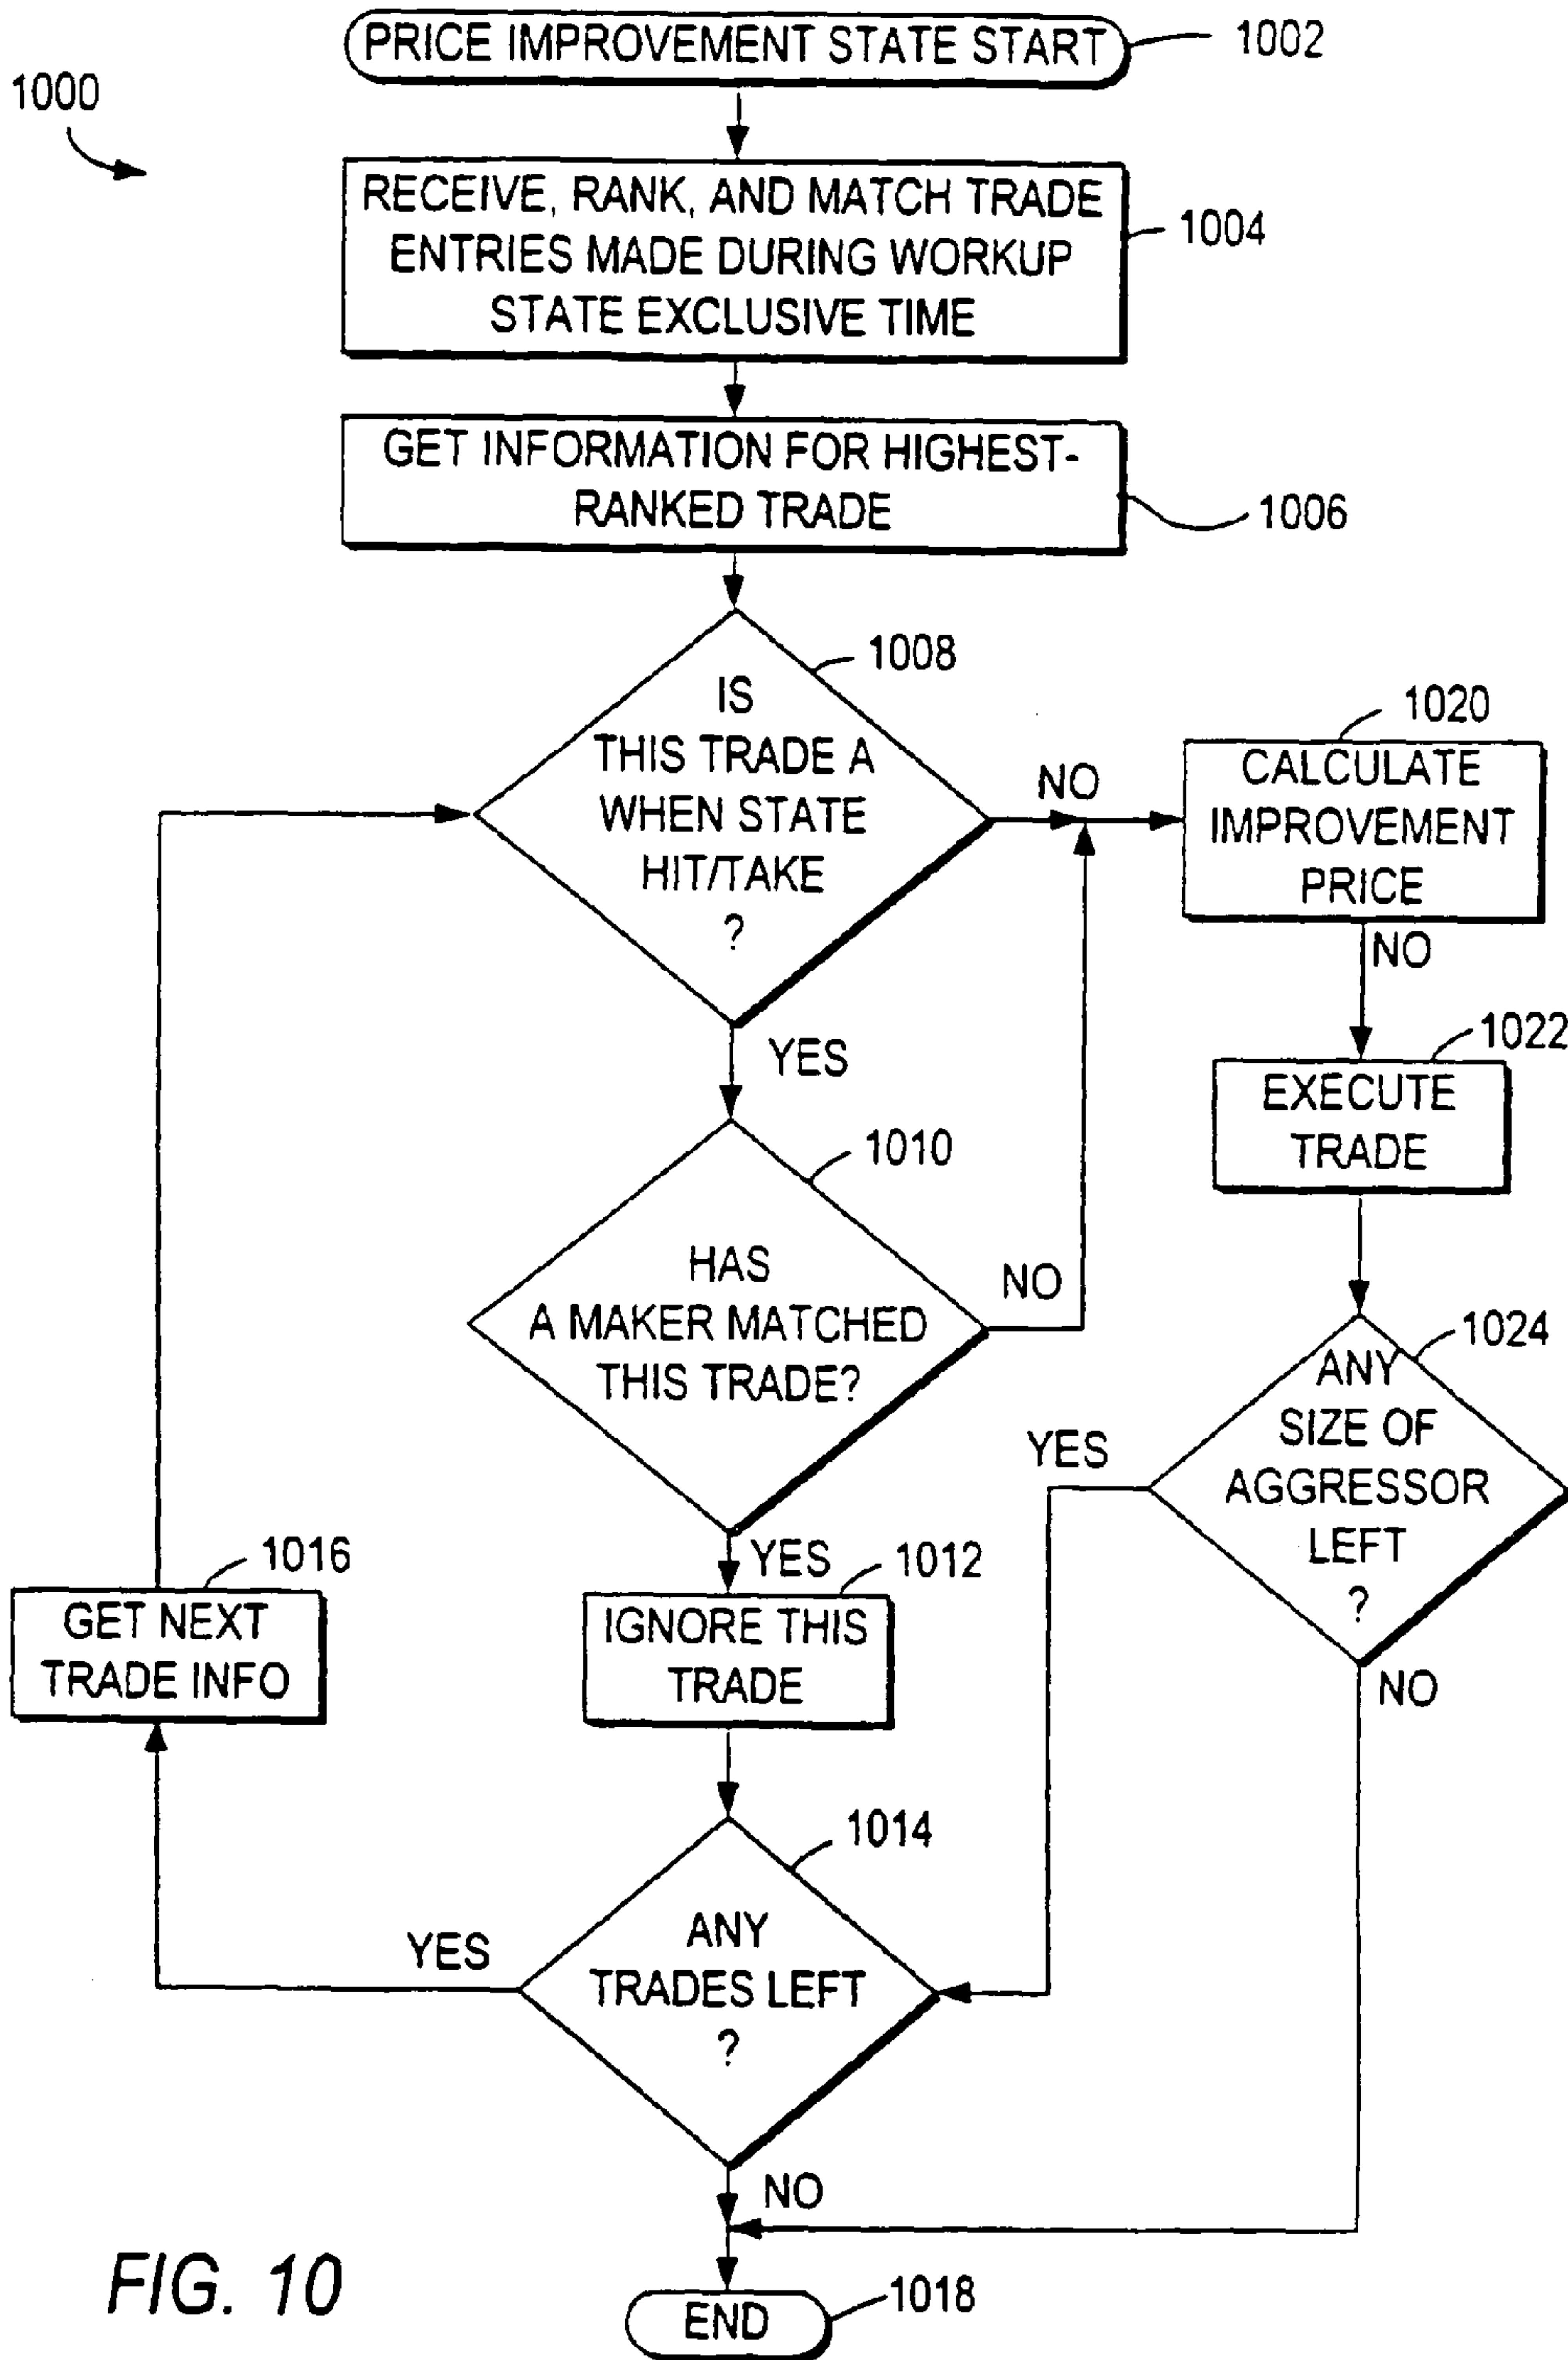 PRICE IMPROVEMENT STATE START
1002
1000
RECEIVE, RANK, AND MATCH TRADE
ENTRIES MADE DURING WORKUP
STATE EXCLUSIVE TIME
1004
GET INFORMATION FOR HIGHEST-
RANKED TRADE
1006
1008
IS
THIS TRADE A
WHEN STATE
HIT/TAKE
?
NO
1020
CALCULATE
IMPROVEMENT
PRICE
NO
YES
1022
EXECUTE
TRADE
1010
HAS
A MAKER MATCHED
THIS TRADE?
NO
1024
ANY
SIZE OF
AGGRESSOR
LEFT
?
YES
NO
YES
1012
IGNORE THIS
TRADE
1016
GET NEXT
TRADE INFO
1014
ANY
TRADES LEFT
?
YES
NO
FIG. 10
END
1018